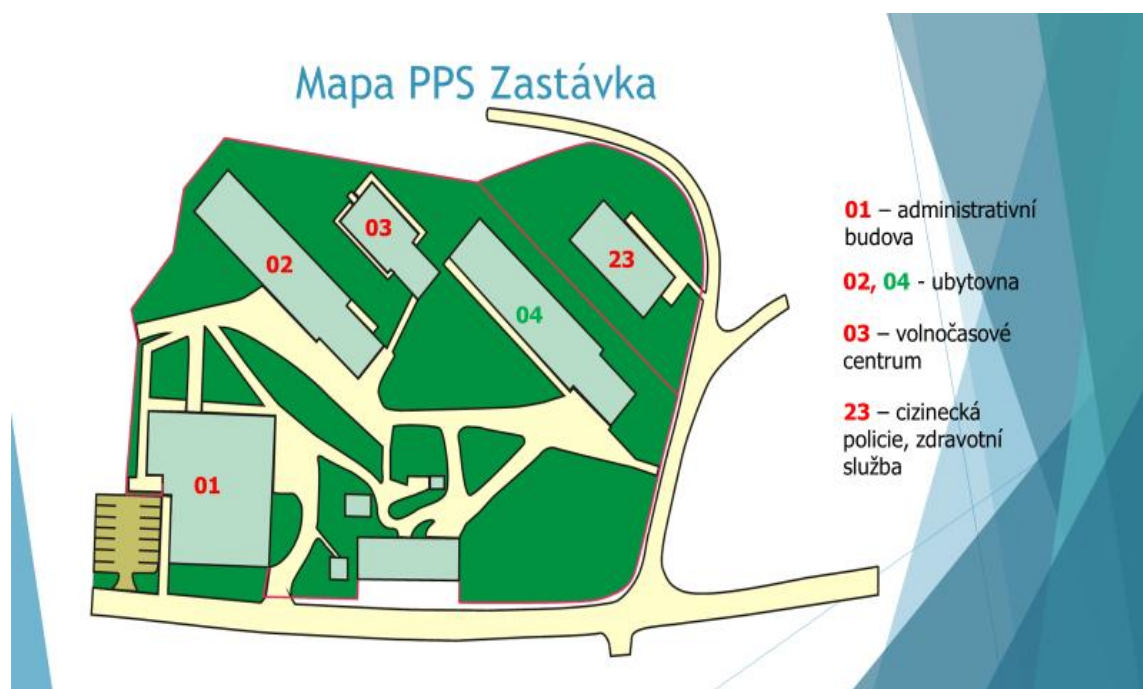 Mapa PPS Zastávka
01 – administrativní
budova
02, 04 - ubytovna
03 – volnočasové
centrum
23 – cizinecká
policie, zdravotní
služba
02
03
23
04
01